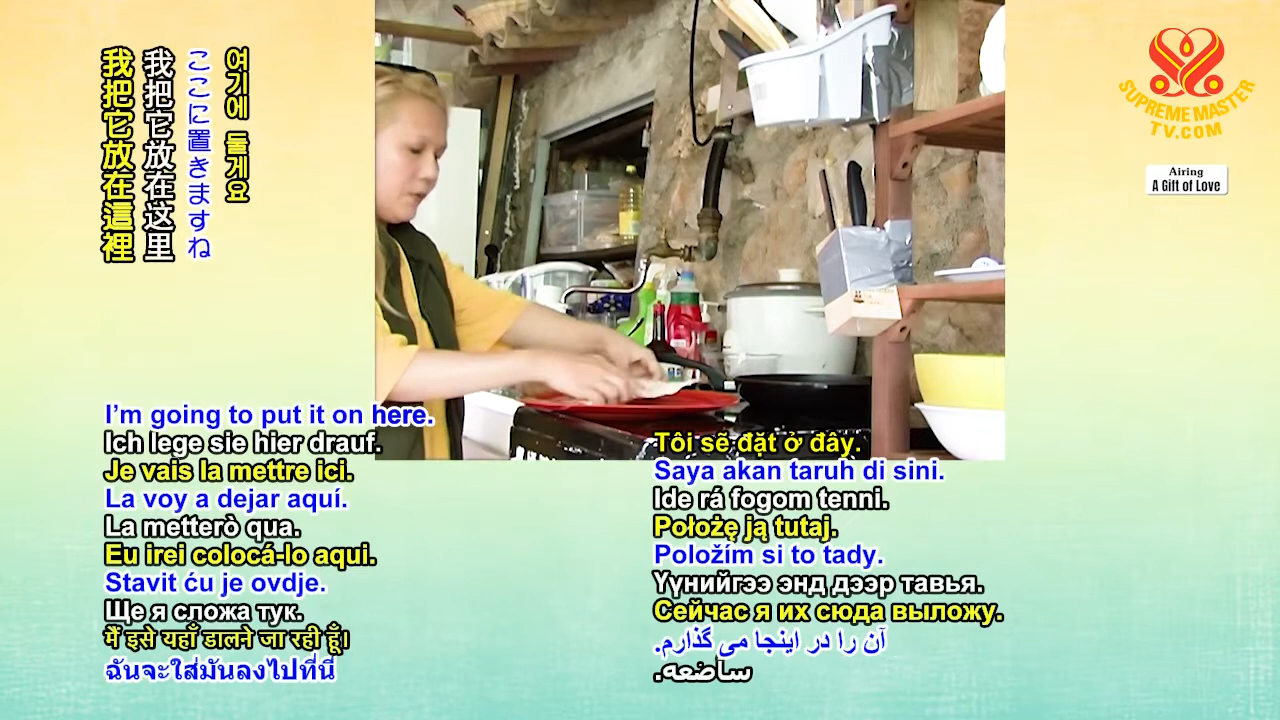 여기에 둘게요
ここに置きますね
我把它放在这里
我把它放在這裡
SUPREME MASTER
TV.COM
Airing
A Gift of Love
I'm going to put it on here.
Ich lege sie hier drauf.
Je vais la mettre ici.
La voy a dejar aquí.
La metterò qua.
Eu irei colocá-lo aqui.
Stavit ću je ovdje.
Ще я сложа тук.
मैं इसे यहाँ डालने जा रही हूँ।
ฉันจะใส่มันลงไปที่นี่
Tôi sẽ đặt ở đây.
Saya akan taruh di sini.
Ide rá fogom tenni.
Położę ją tutaj.
Položím si to tady.
Үүнийгээ энд дээр тавья.
Сейчас я их сюда выложу.
آن را در اینجا می گذارم.
ساضعه.